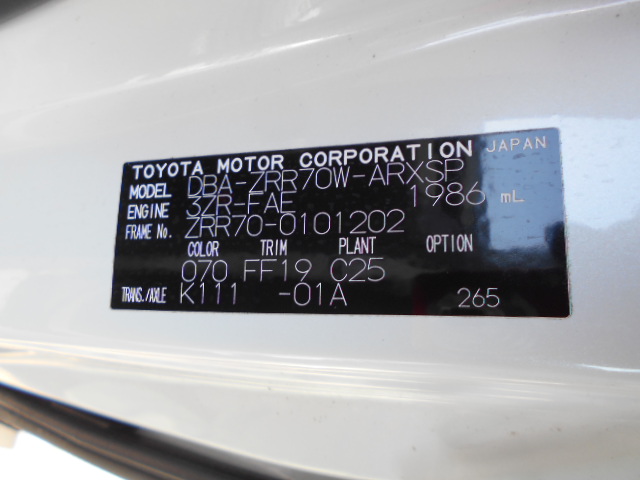 TOYOTA MOTOR CORPORATION JAPAN
MODEL DBA-ZRR70W-ARXSP
ENGINE 3ZR-FAE 1986 mL
FRAME No. ZRR70-0101202
COLOR TRIM PLANT OPTION
070 FF19 C25
TRANS./AXLE K111 -01A 265